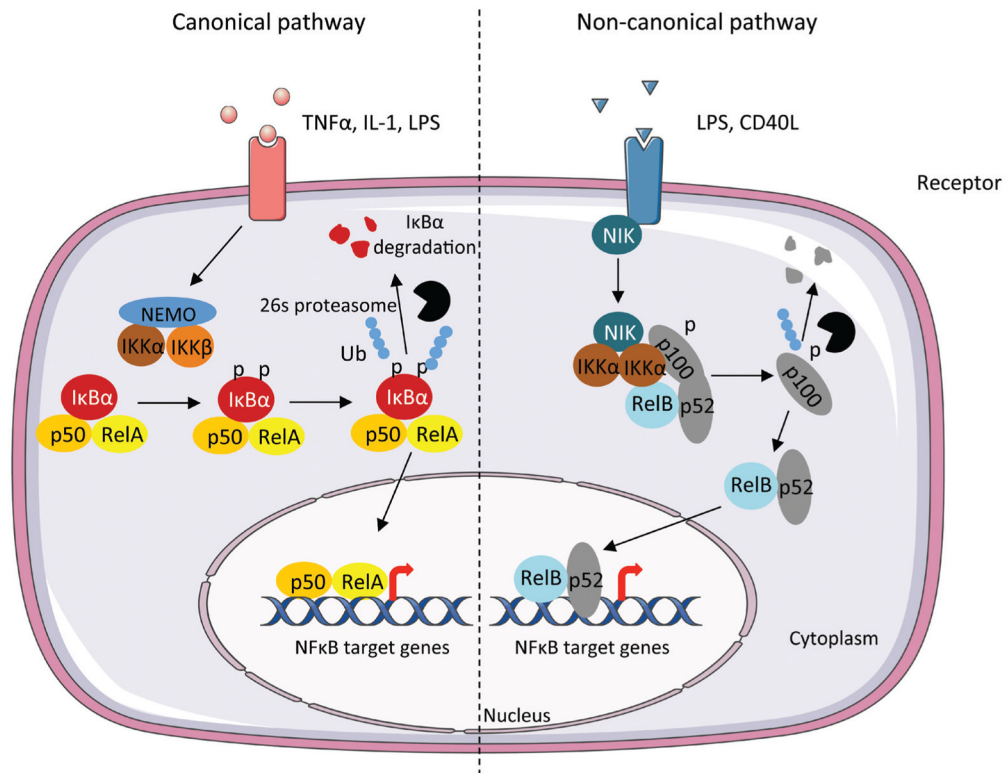 Canonical pathway
Non-canonical pathway
TNFα, IL-1, LPS
LPS, CD40L
Receptor
IκBα
degradation
26s proteasome
Ub
NEMO
IKKα
IKKβ
p p
p p
IκBα
IκBα
IκBα
p50
RelA
p50
RelA
p50
RelA
p50
RelA
NFκB target genes
NIK
NIK
p
IKKα
IKKα
p100
RelB
p52
p
p100
RelB
p52
RelB
p52
NFκB target genes
Cytoplasm
Nucleus